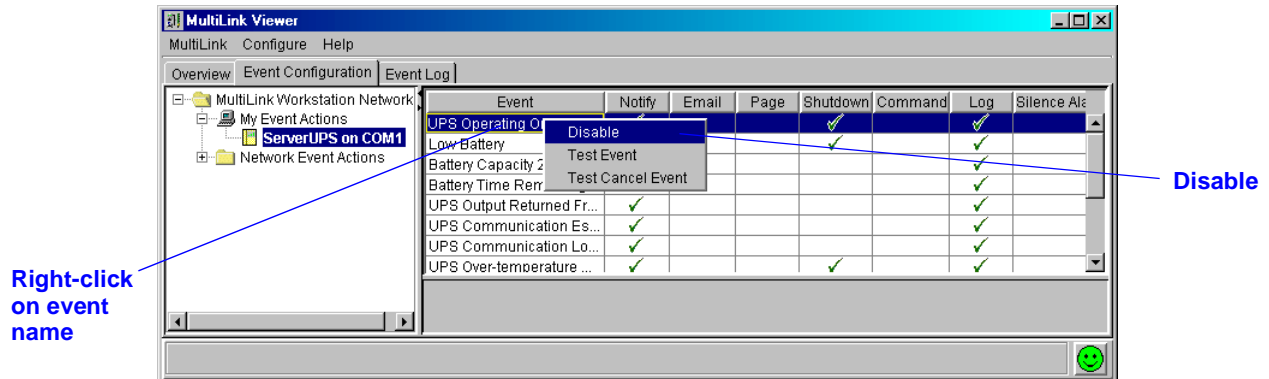 MultiLink Viewer
MultiLink Configure Help
Overview Event Configuration Event Log
MultiLink Workstation Network
My Event Actions
ServerUPS on COM1
Network Event Actions
Event Notify Email Page Shutdown Command Log Silence Ala
UPS Operating O
Low Battery
Battery Capacity 2
Battery Time Rem
UPS Output Returned Fr...
UPS Communication Es...
UPS Communication Lo...
UPS Over-temperature ...
Disable
Test Event
Test Cancel Event
Disable
Right-click
on event
name